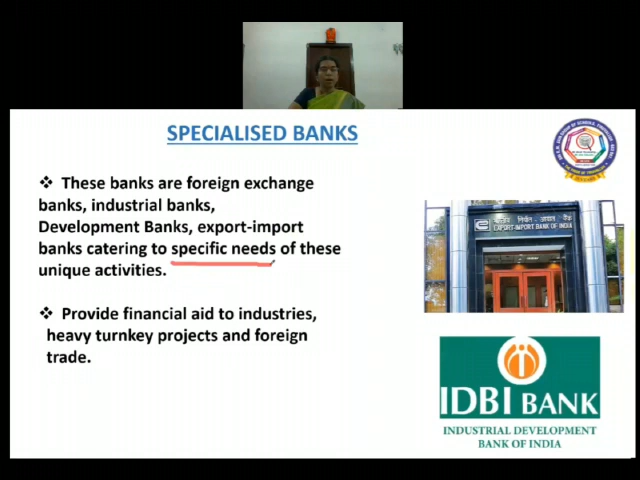 SPECIALISED BANKS
❖ These banks are foreign exchange
banks, industrial banks,
Development Banks, export-import
banks catering to specific needs of these
unique activities.
❖ Provide financial aid to industries,
heavy turnkey projects and foreign
trade.
भारतीय निर्यात - आयात बैंक
EXPORT-IMPORT BANK OF INDIA
IDBI BANK
INDUSTRIAL DEVELOPMENT
BANK OF INDIA